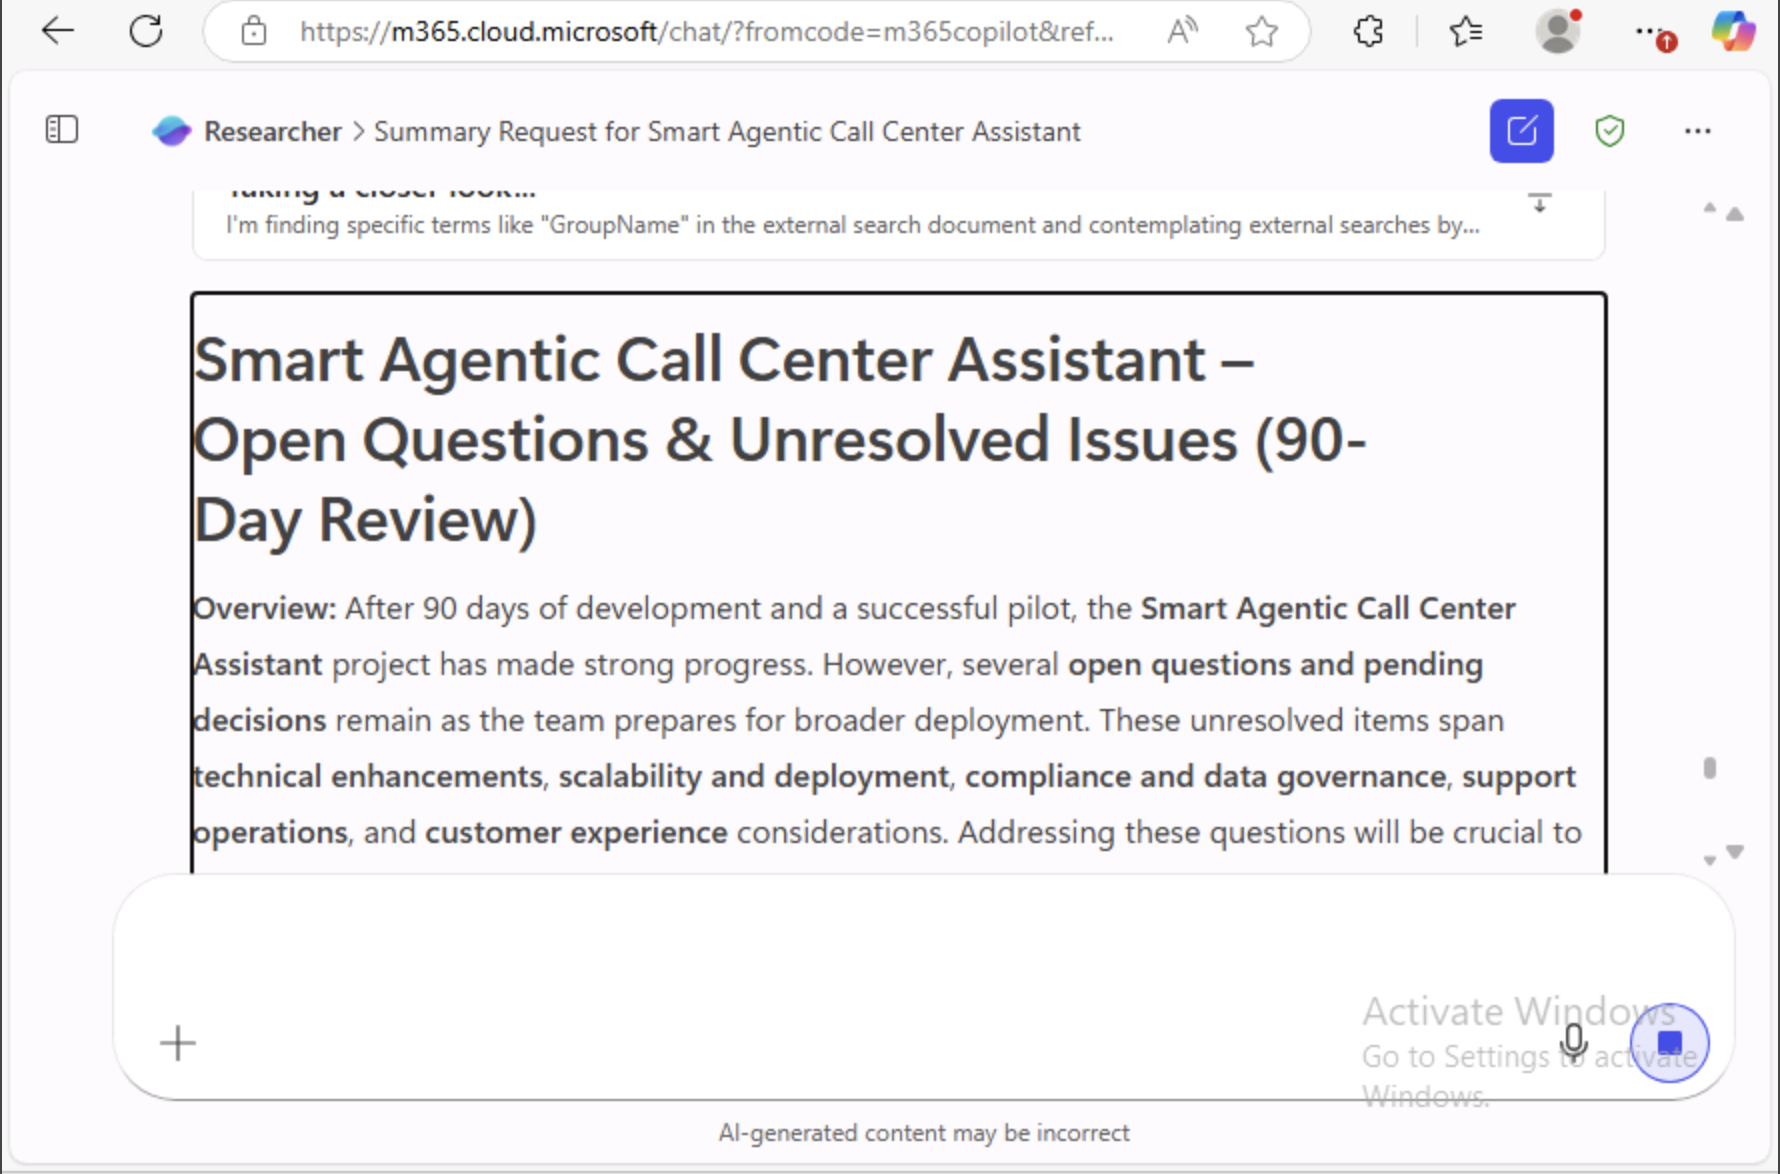 https://m365.cloud.microsoft/chat/?fromcode=m365copilot&ref...
Researcher > Summary Request for Smart Agentic Call Center Assistant
Taking a closer look...
I'm finding specific terms like "GroupName" in the external search document and contemplating external searches by...
Smart Agentic Call Center Assistant –
Open Questions & Unresolved Issues (90-
Day Review)
Overview: After 90 days of development and a successful pilot, the Smart Agentic Call Center
Assistant project has made strong progress. However, several open questions and pending
decisions remain as the team prepares for broader deployment. These unresolved items span
technical enhancements, scalability and deployment, compliance and data governance, support
operations, and customer experience considerations. Addressing these questions will be crucial to
Activate Windows
Go to Settings to activate
Windows.
AI-generated content may be incorrect